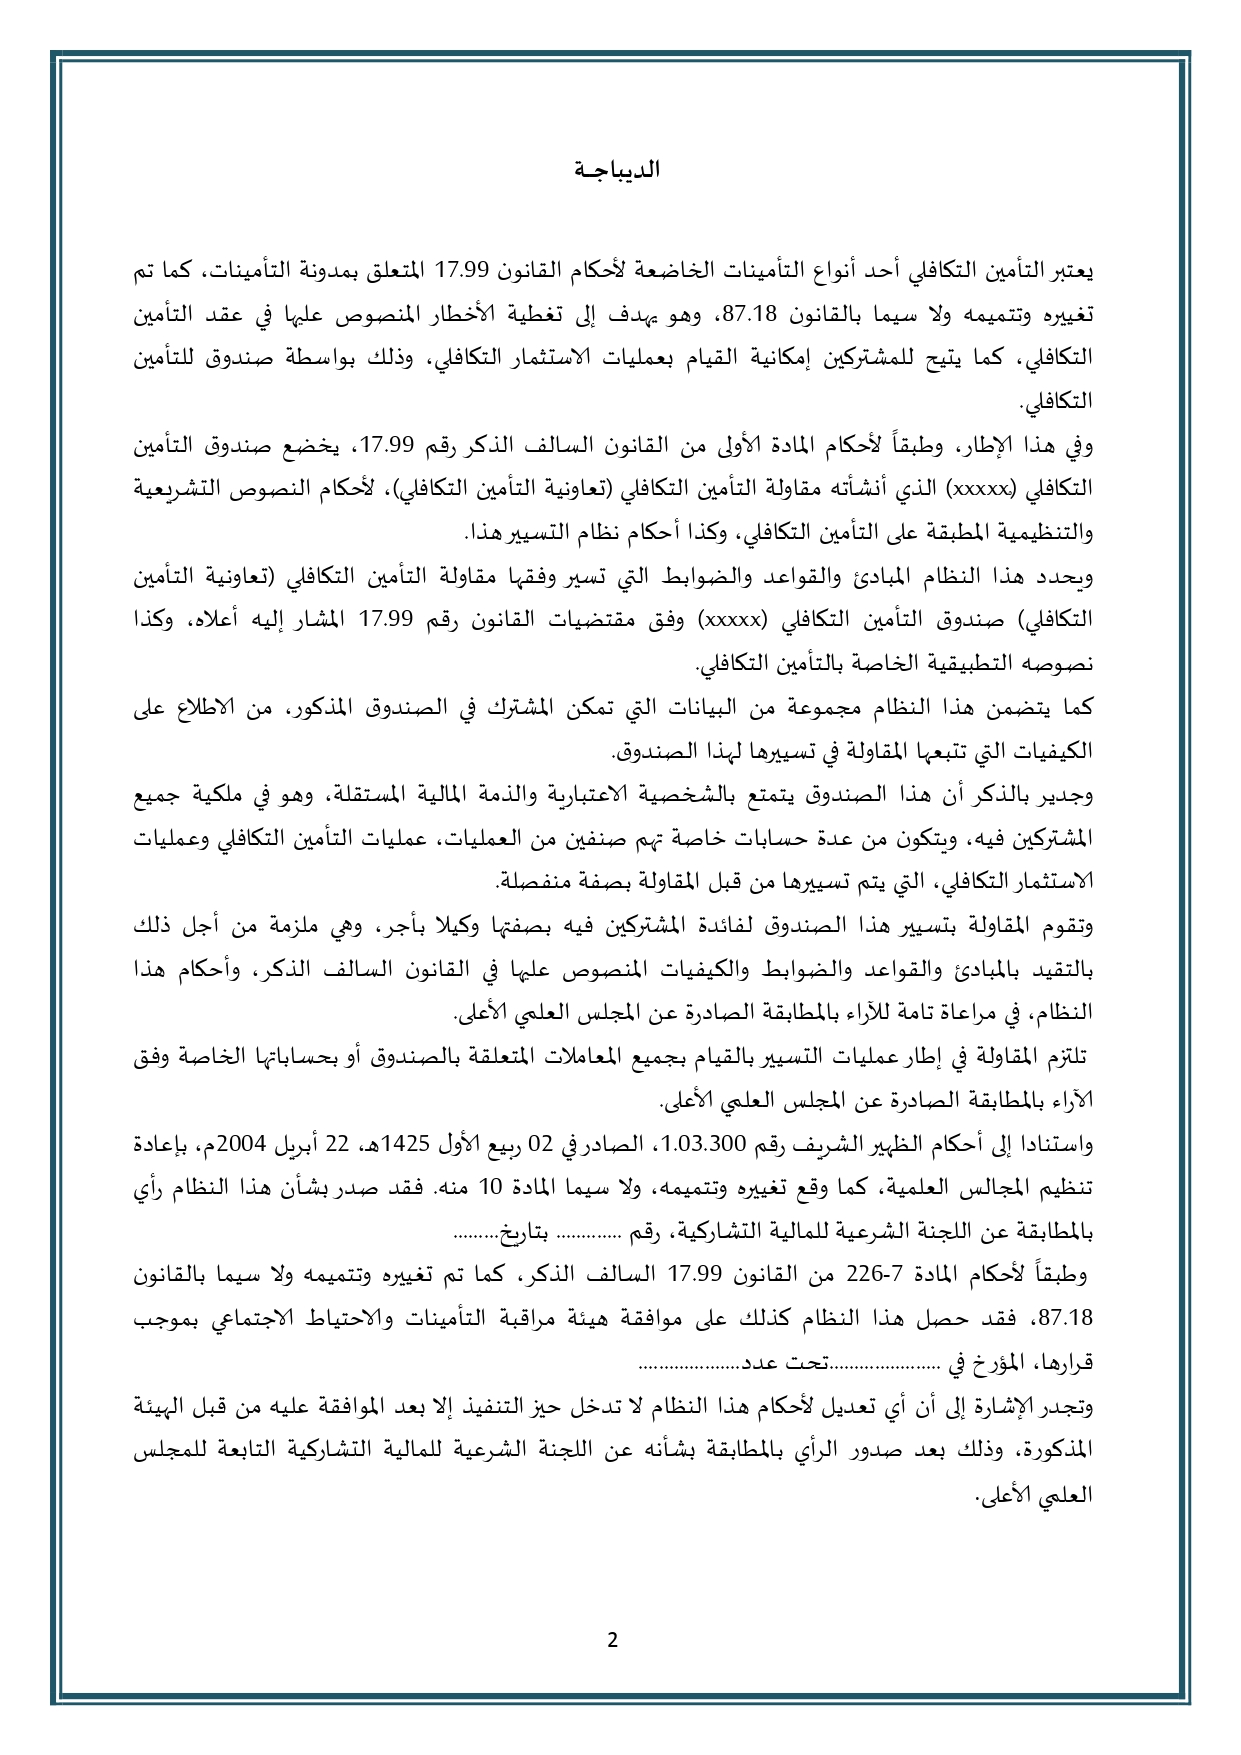 الديباجـة
يعتبر التأمين التكافلي أحد أنواع التأمينات الخاضعة لأحكام القانون 17.99 المتعلق بمدونة التأمينات، كما تم
تغييره وتتميمه ولا سيما بالقانون 87.18، وهو يهدف إلى تغطية الأخطار المنصوص عليها في عقد التأمين
التكافلي، كما يتيح للمشتركين إمكانية القيام بعمليات الاستثمار التكافلي، وذلك بواسطة صندوق للتأمين
التكافلي.
وفي هذا الإطار، وطبقاً لأحكام المادة الأولى من القانون السالف الذكر رقم 17.99، يخضع صندوق التأمين
التكافلي (xxxxx) الذي أنشأته مقاولة التأمين التكافلي (تعاونية التأمين التكافلي)، لأحكام النصوص التشريعية
والتنظيمية المطبقة على التأمين التكافلي، وكذا أحكام نظام التسيير هذا.
ويحدد هذا النظام المبادئ والقواعد والضوابط التي تسير وفقها مقاولة التأمين التكافلي (تعاونية التأمين
التكافلي) صندوق التأمين التكافلي (xxxxx) وفق مقتضيات القانون رقم 17.99 المشار إليه أعلاه، وكذا
نصوصه التطبيقية الخاصة بالتأمين التكافلي.
كما يتضمن هذا النظام مجموعة من البيانات التي تمكن المشترك في الصندوق المذكور، من الاطلاع على
الكيفيات التي تتبعها المقاولة في تسييرها لهذا الصندوق.
وجدير بالذكر أن هذا الصندوق يتمتع بالشخصية الاعتبارية والذمة المالية المستقلة، وهو في ملكية جميع
المشتركين فيه، ويتكون من عدة حسابات خاصة تهم صنفين من العمليات، عمليات التأمين التكافلي وعمليات
الاستثمار التكافلي، التي يتم تسييرها من قبل المقاولة بصفة منفصلة.
وتقوم المقاولة بتسيير هذا الصندوق لفائدة المشتركين فيه بصفتها وكيلا بأجر، وهي ملزمة من أجل ذلك
بالتقيد بالمبادئ والقواعد والضوابط والكيفيات المنصوص عليها في القانون السالف الذكر، وأحكام هذا
النظام، في مراعاة تامة للآراء بالمطابقة الصادرة عن المجلس العلمي الأعلى.
تلتزم المقاولة في إطار عمليات التسيير بالقيام بجميع المعاملات المتعلقة بالصندوق أو بحساباتها الخاصة وفق
الآراء بالمطابقة الصادرة عن المجلس العلمي الأعلى.
واستنادا إلى أحكام الظهير الشريف رقم 1.03.300، الصادر في 02 ربيع الأول 1425هـ، 22 أبريل 2004م، بإعادة
تنظيم المجالس العلمية، كما وقع تغييره وتتميمه، ولا سيما المادة 10 منه. فقد صدر بشأن هذا النظام رأي
بالمطابقة عن اللجنة الشرعية للمالية التشاركية، رقم ............. بتاريخ.........
وطبقاً لأحكام المادة 7-226 من القانون 17.99 السالف الذكر، كما تم تغييره وتتميمه ولا سيما بالقانون
87.18، فقد حصل هذا النظام كذلك على موافقة هيئة مراقبة التأمينات والاحتياط الاجتماعي بموجب
قرارها، المؤرخ في ......................تحت عدد....................
وتجدر الإشارة إلى أن أي تعديل لأحكام هذا النظام لا تدخل حيز التنفيذ إلا بعد الموافقة عليه من قبل الهيئة
المذكورة، وذلك بعد صدور الرأي بالمطابقة بشأنه عن اللجنة الشرعية للمالية التشاركية التابعة للمجلس
العلمي الأعلى.
2